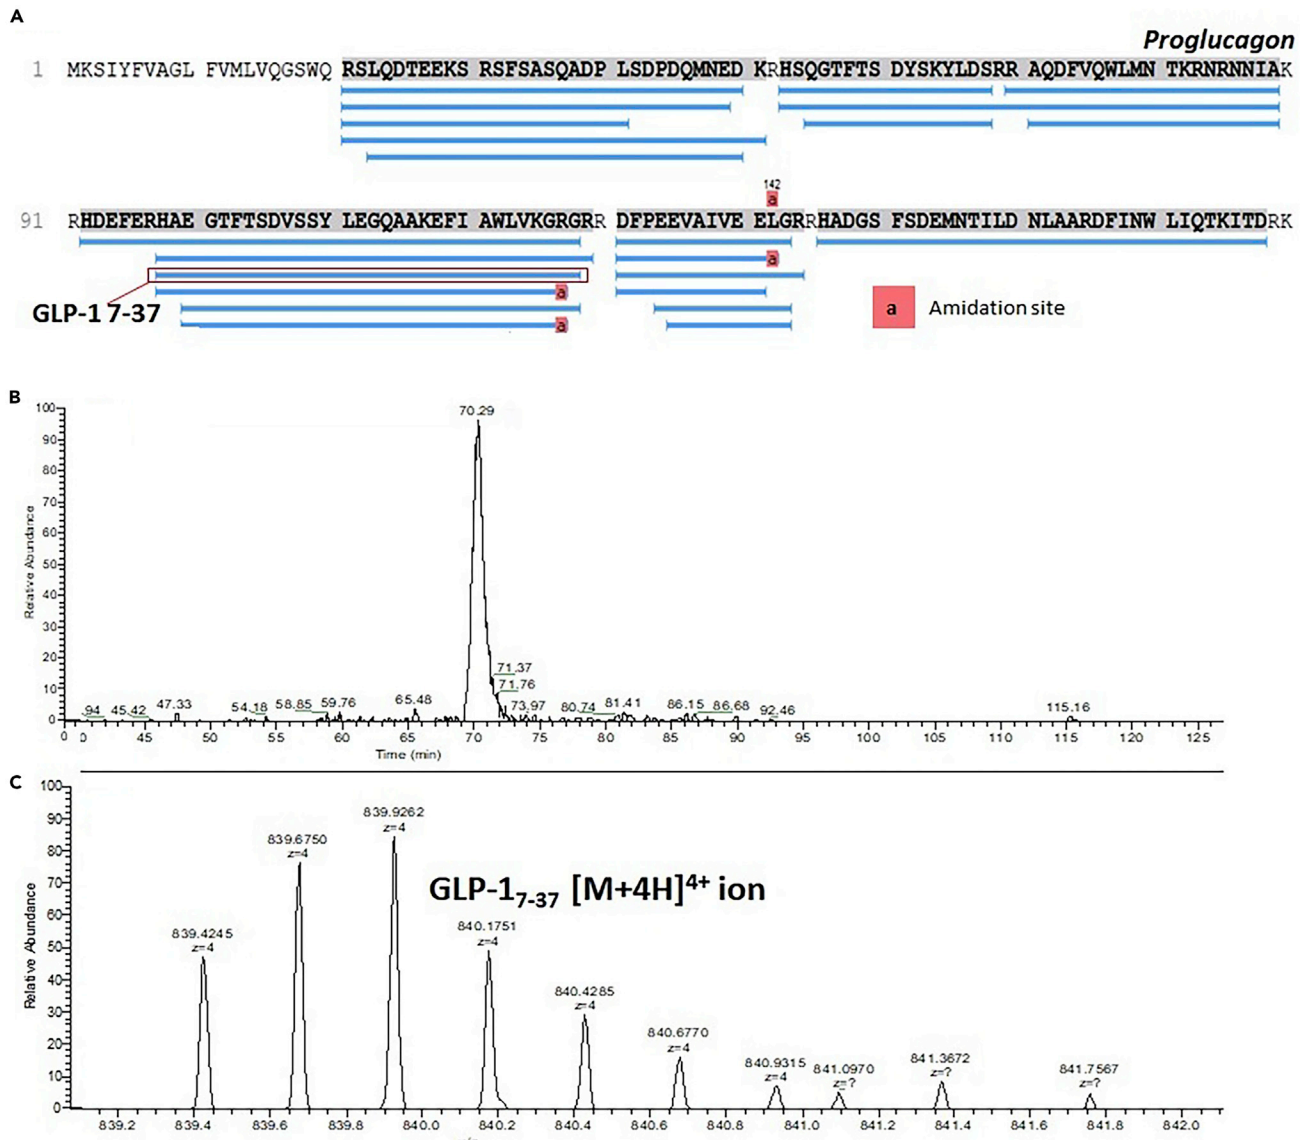 A
Proglucagon
1 MKSIYFVAGL FVMLVQGSWQ RSLQDTEEKS RSFSASQADP LSDPDQMNED KRHSQGTFTS DYSKYLDSRR AQDFVQWLMN TKRNRNNIAK
142
a
91 RHDEFERHAE GTFTSDVSSY LEGQAAKEFI AWLVKGRGRR DFPEEVAIVE ELGRRHADGS FSDEMNTILD NLAARDFINW LIQTKITDRK
a
a
GLP-1 7-37
a
a Amidation site
B
100
90
80
70
60
50
40
30
20
10
0
Relative Abundance
70.29
71.37
71.76
94 45.42 47.33 54.18 58.85 59.76 65.48 73.97 80.74 81.41 86.15 86.68 92.46 115.16
0 0 45 50 55 60 65 70 75 80 85 90 95 100 105 110 115 120 125
Time (min)
C
100
90
80
70
60
50
40
30
20
10
0
Relative Abundance
839.4245
z=4
839.6750
z=4
839.9262
z=4
GLP-1₇₋₃₇ [M+4H]⁴⁺ ion
840.1751
z=4
840.4285
z=4
840.6770
z=4
840.9315
z=4
841.0970
z=?
841.3672
z=?
841.7567
z=?
839.2 839.4 839.6 839.8 840.0 840.2 840.4 840.6 840.8 841.0 841.2 841.4 841.6 841.8 842.0